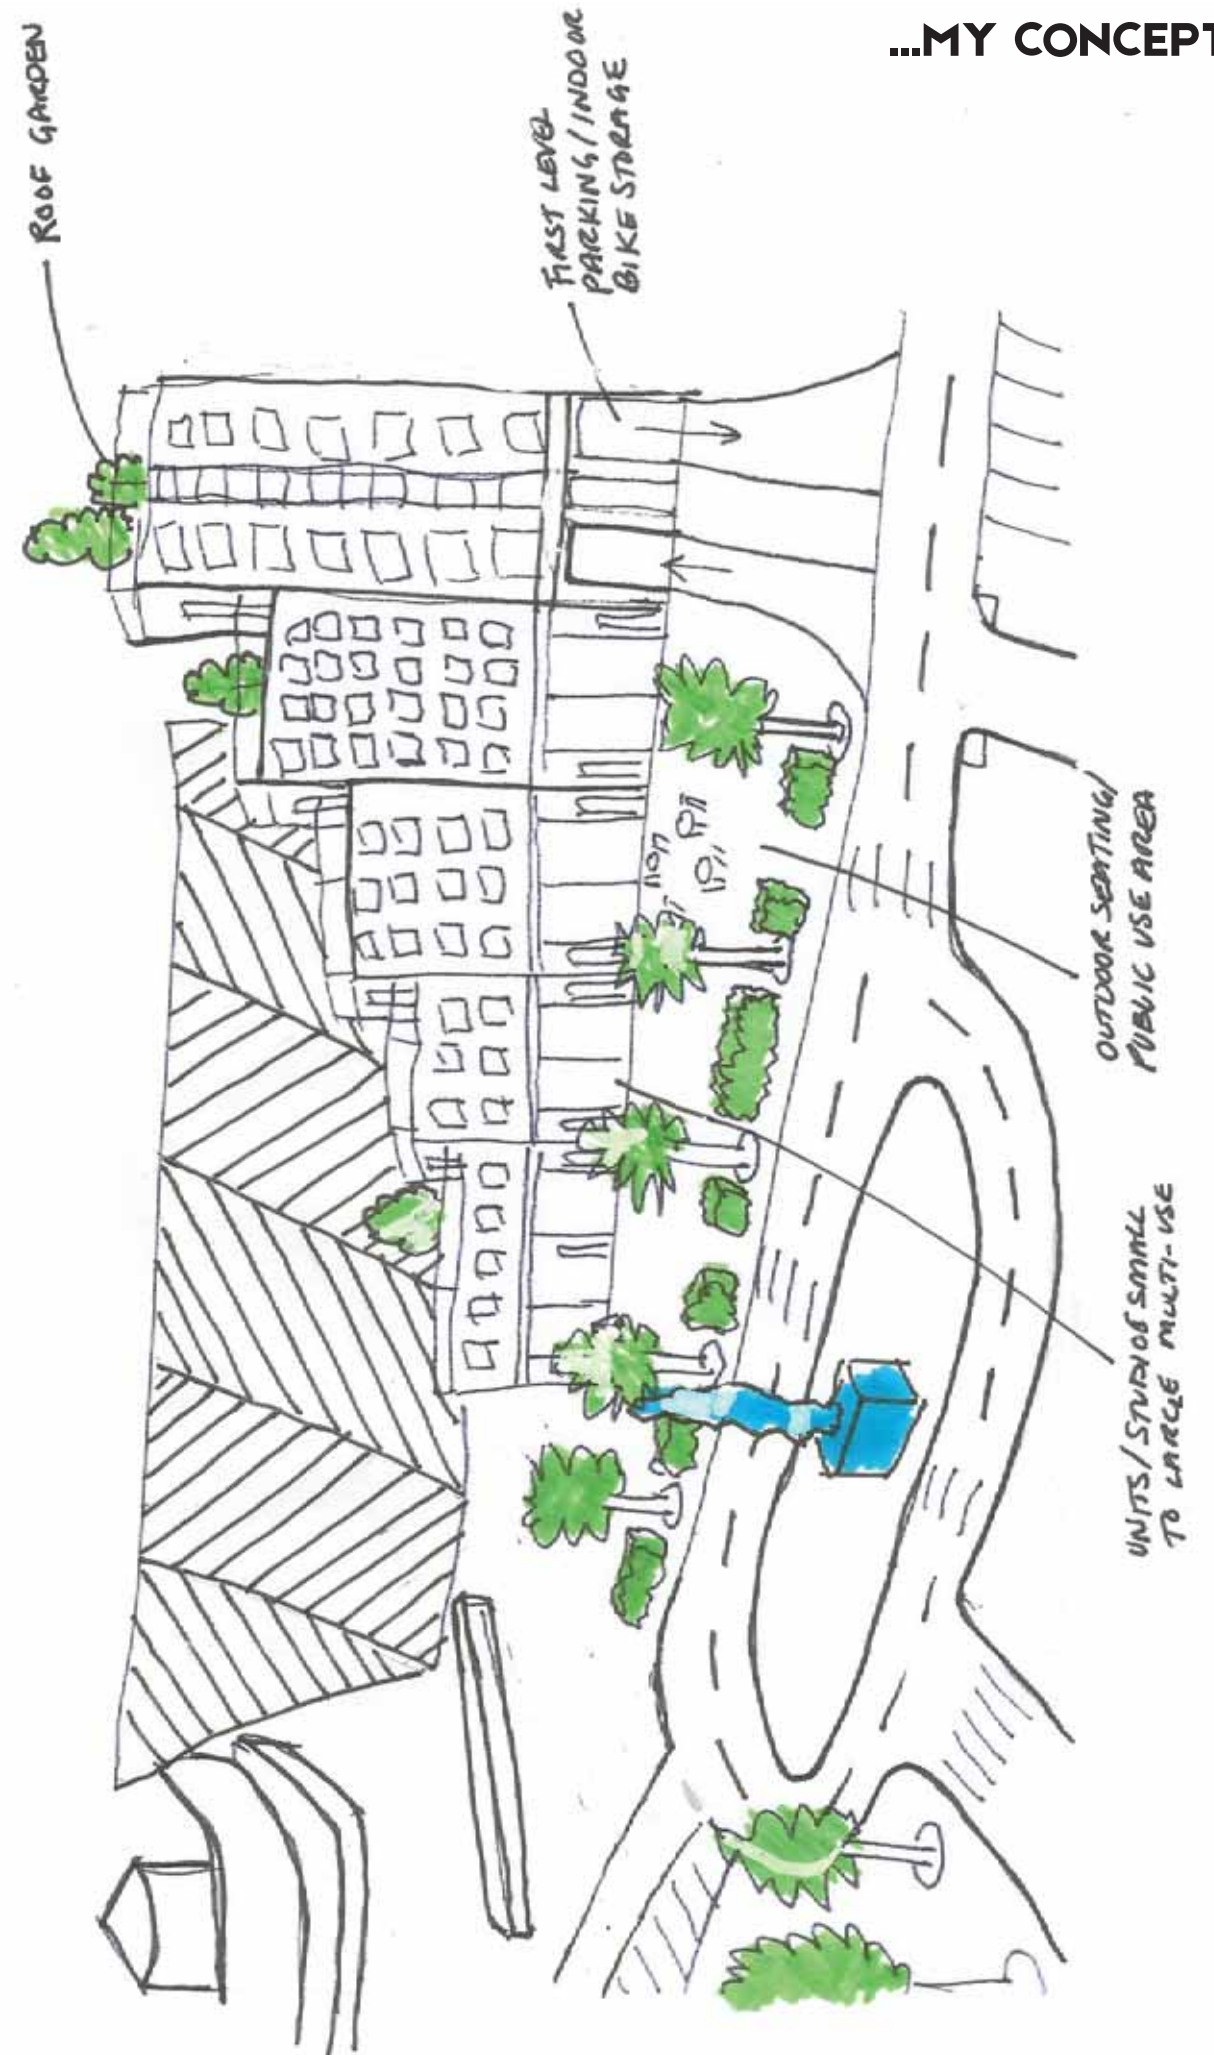 ...MY CONCEPT
ROOF GARDEN
FIRST LEVEL
PARKING/INDOOR
BIKE STORAGE
OUTDOOR SEATING/
PUBLIC USE AREA
UNITS/STUDIOS SMALL
TO LARGE MULTI-USE